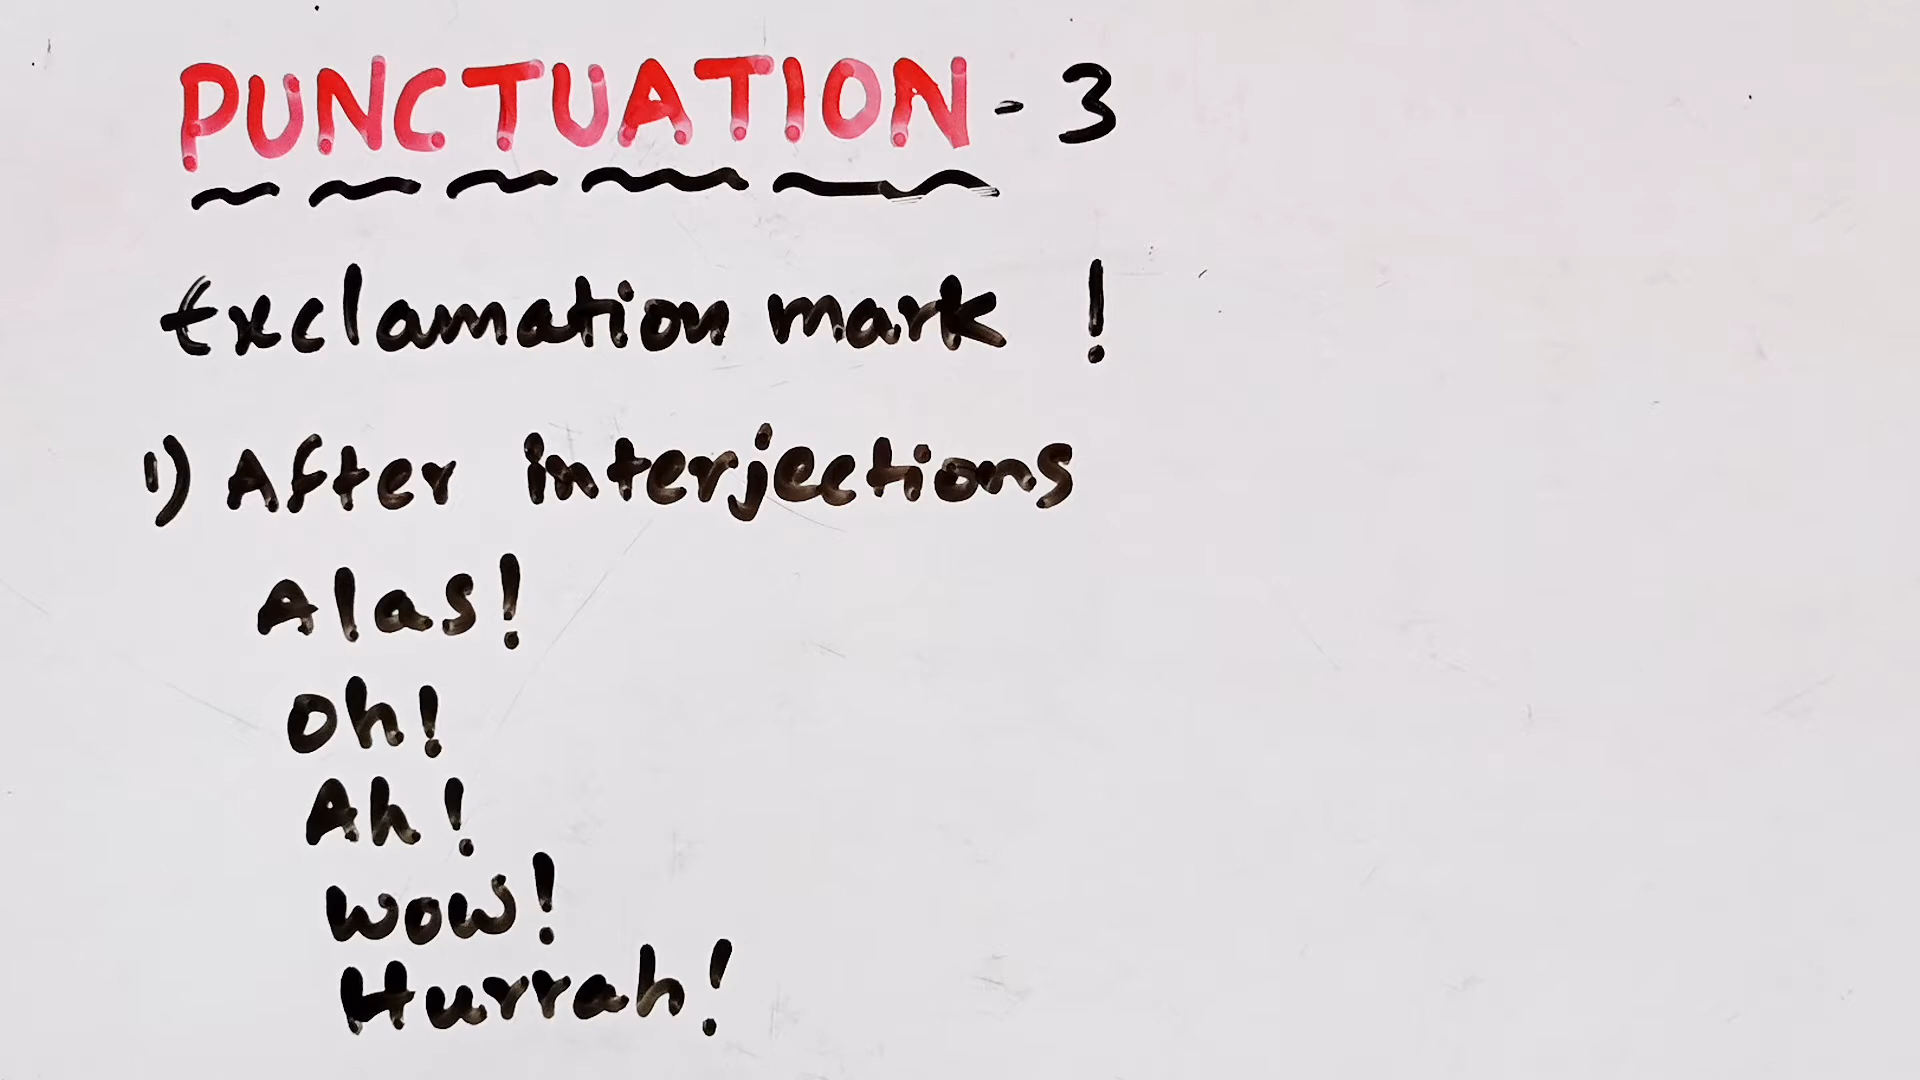 PUNCTUATION - 3
Exclamation mark !
1) After interjections
Alas!
Oh!
Ah!
Wow!
Hurrah!